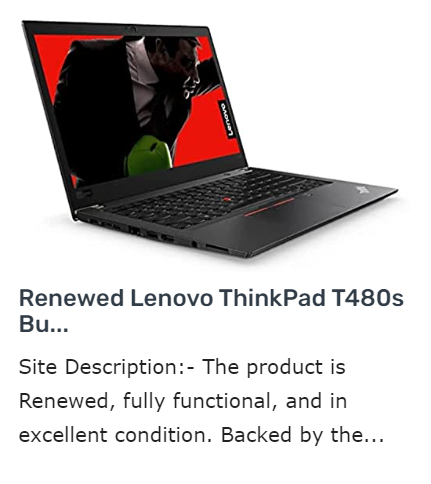 Lenovo
Renewed Lenovo ThinkPad T480s
Bu...
Site Description:- The product is
Renewed, fully functional, and in
excellent condition. Backed by the...